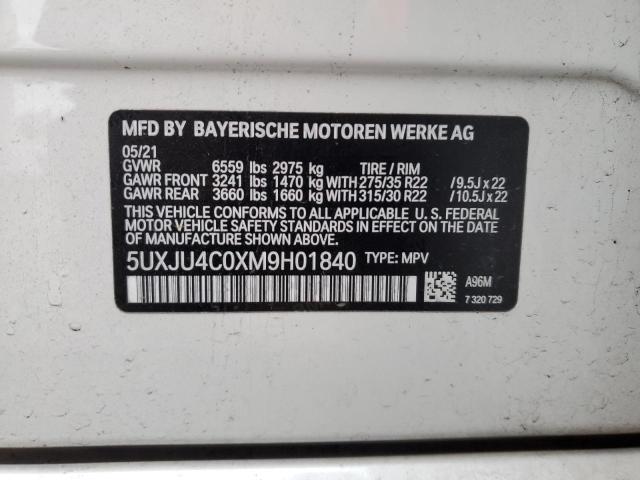 MFD BY BAYERISCHE MOTOREN WERKE AG
05/21
GVWR 6559 lbs 2975 kg TIRE / RIM
GAWR FRONT 3241 lbs 1470 kg WITH 275/35 R22 / 9.5J x 22
GAWR REAR 3660 lbs 1660 kg WITH 315/30 R22 / 10.5J x 22
THIS VEHICLE CONFORMS TO ALL APPLICABLE U. S. FEDERAL
MOTOR VEHICLE SAFETY STANDARDS IN EFFECT ON THE
DATE OF MANUFACTURE SHOWN ABOVE.
5UXJU4C0XM9H01840 TYPE: MPV
A96M
7 320 729